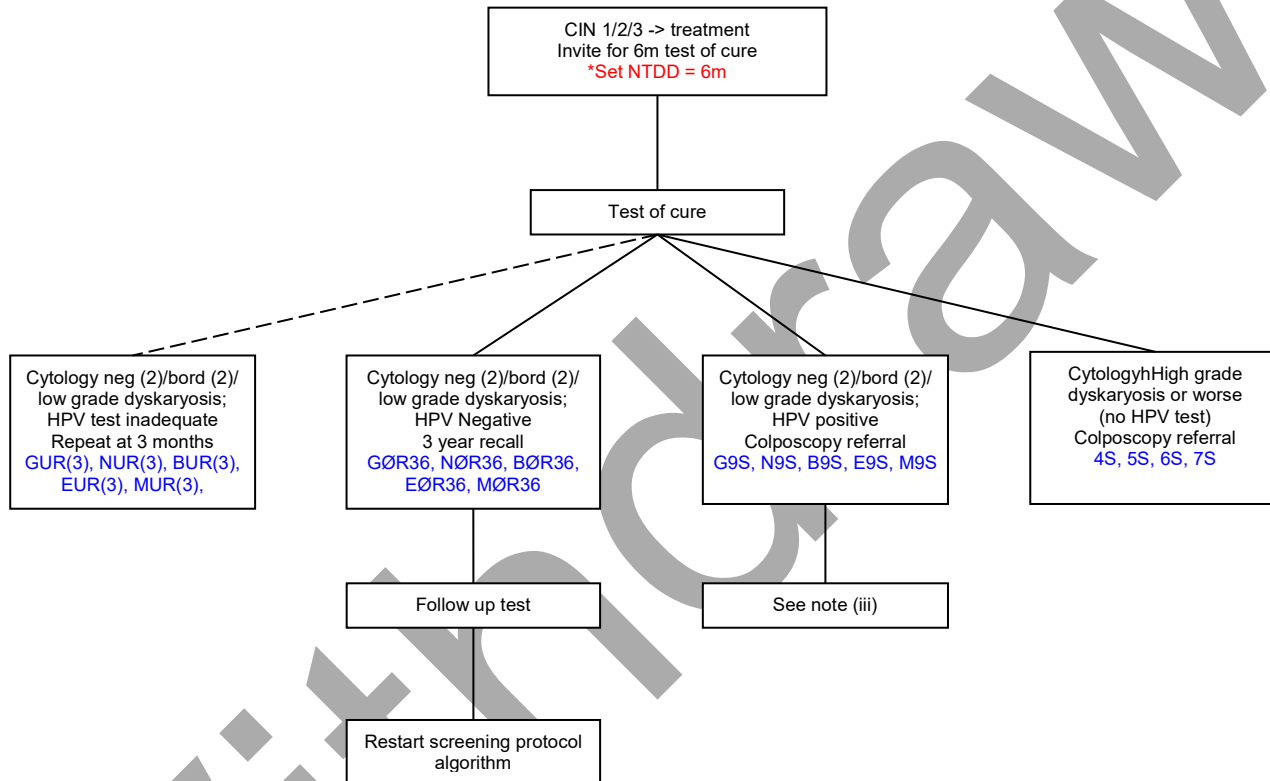 CIN 1/2/3 -> treatment
Invite for 6m test of cure
*Set NTDD = 6m
Test of cure
Cytology neg (2)/bord (2)/
low grade dyskaryosis;
HPV test inadequate
Repeat at 3 months
GUR(3), NUR(3), BUR(3),
EUR(3), MUR(3),
Cytology neg (2)/bord (2)/
low grade dyskaryosis;
HPV Negative
3 year recall
GØR36, NØR36, BØR36,
EØR36, MØR36
Cytology neg (2)/bord (2)/
low grade dyskaryosis;
HPV positive
Colposcopy referral
G9S, N9S, B9S, E9S, M9S
CytologyhHigh grade
dyskaryosis or worse
(no HPV test)
Colposcopy referral
4S, 5S, 6S, 7S
Follow up test
See note (iii)
Restart screening protocol
algorithm
ithdraw